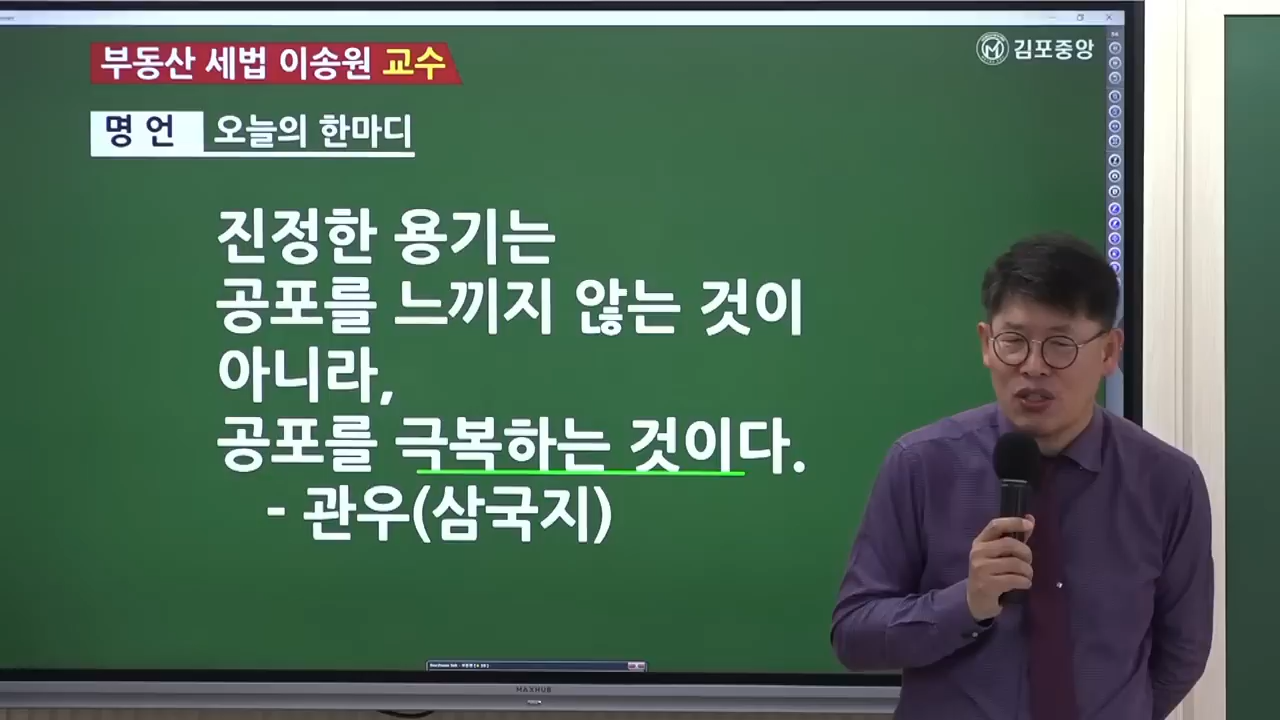 부동산 세법 이송원 교수
김포중앙
명 언 오늘의 한마디
진정한 용기는
공포를 느끼지 않는 것이
아니라,
공포를 극복하는 것이다.
- 관우(삼국지)
MAXHUB